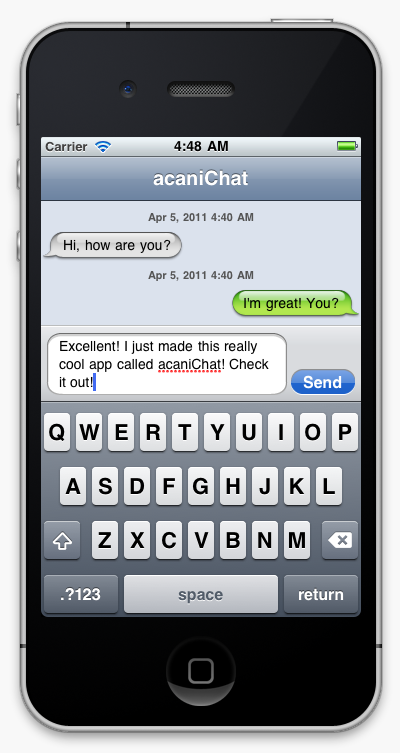 Carrier 4:48 AM
acaniChat
Apr 5, 2011 4:40 AM
Hi, how are you?
Apr 5, 2011 4:40 AM
I'm great! You?
Excellent! I just made this really
cool app called acaniChat! Check
it out!
Send
Q W E R T Y U I O P
A S D F G H J K L
Z X C V B N M
.?123 space return